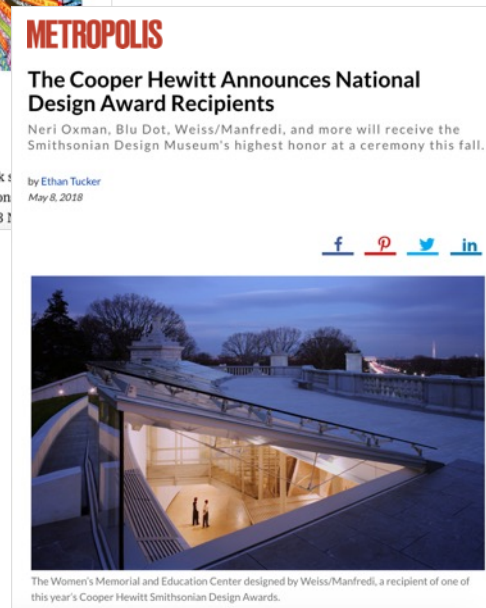 METROPOLIS
The Cooper Hewitt Announces National
Design Award Recipients
Neri Oxman, Blu Dot, Weiss/Manfredi, and more will receive the
Smithsonian Design Museum's highest honor at a ceremony this fall.
by Ethan Tucker
May 8, 2018
The Women's Memorial and Education Center designed by Weiss/Manfredi, a recipient of one of
this year's Cooper Hewitt Smithsonian Design Awards.